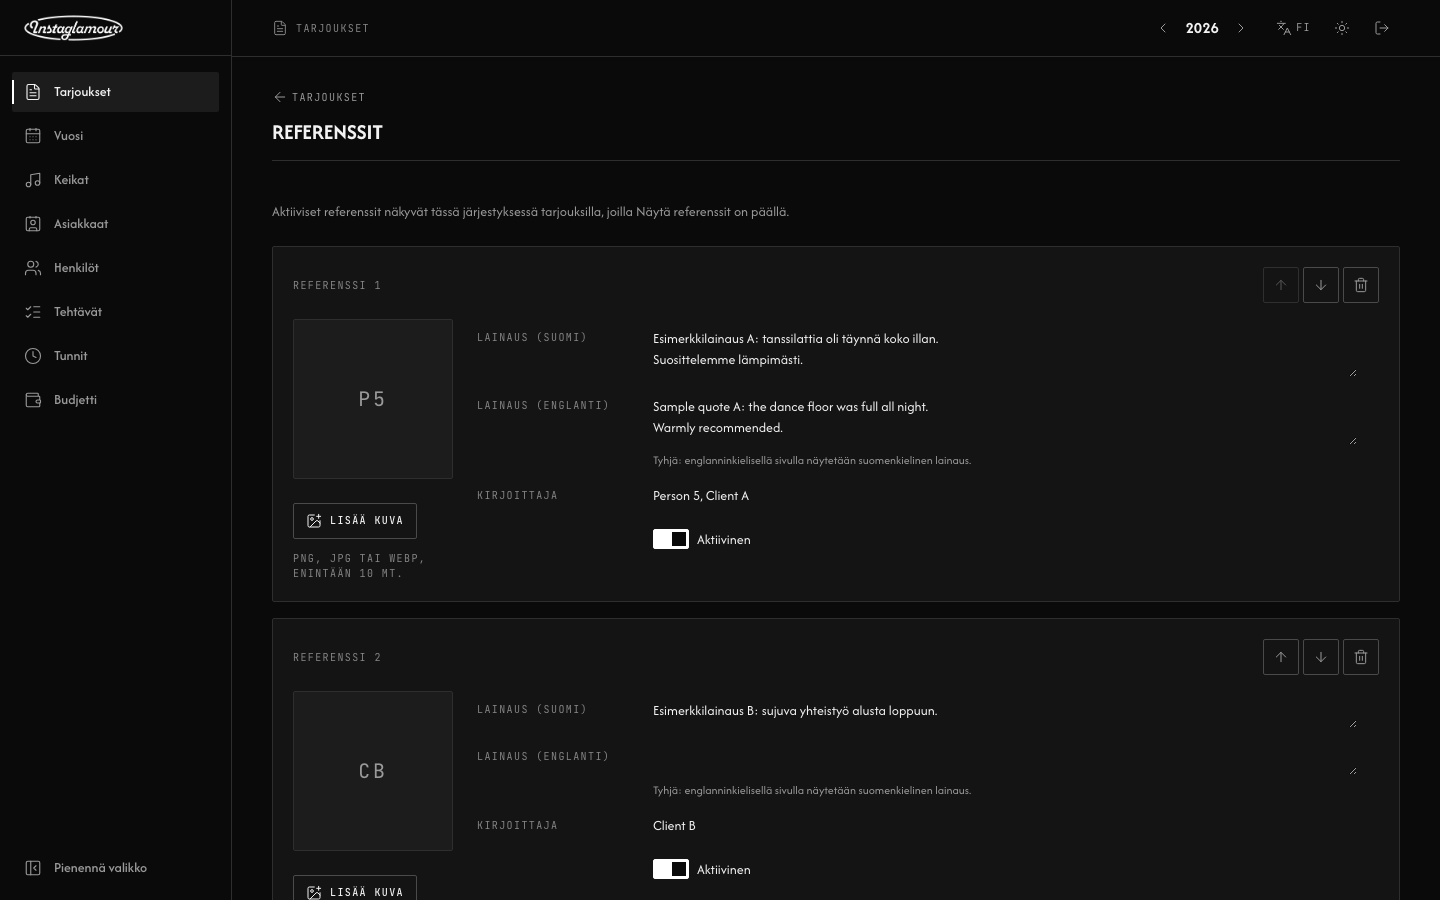 Instaglamour
TARJOUKSET
2026
FI
Tarjoukset
Vuosi
Keikat
Asiakkaat
Henkilöt
Tehtävät
Tunnit
Budjetti
Pienennä valikko
TARJOUKSET
REFERENSSIT
Aktiiviset referenssit näkyvät tässä järjestyksessä tarjouksilla, joilla Näytä referenssit on päällä.
REFERENSSI 1
P5
LISÄÄ KUVA
PNG, JPG TAI WEBP,
ENINTÄÄN 10 MT.
LAINAUS (SUOMI)
Esimerkkilainaus A: tanssilattia oli täynnä koko illan.
Suosittelemme lämpimästi.
LAINAUS (ENGLANTI)
Sample quote A: the dance floor was full all night.
Warmly recommended.
Tyhjä: englanninkielisellä sivulla näytetään suomenkielinen lainaus.
KIRJOITTAJA
Person 5, Client A
Aktiivinen
REFERENSSI 2
CB
LISÄÄ KUVA
LAINAUS (SUOMI)
Esimerkkilainaus B: sujuva yhteistyö alusta loppuun.
LAINAUS (ENGLANTI)
Tyhjä: englanninkielisellä sivulla näytetään suomenkielinen lainaus.
KIRJOITTAJA
Client B
Aktiivinen